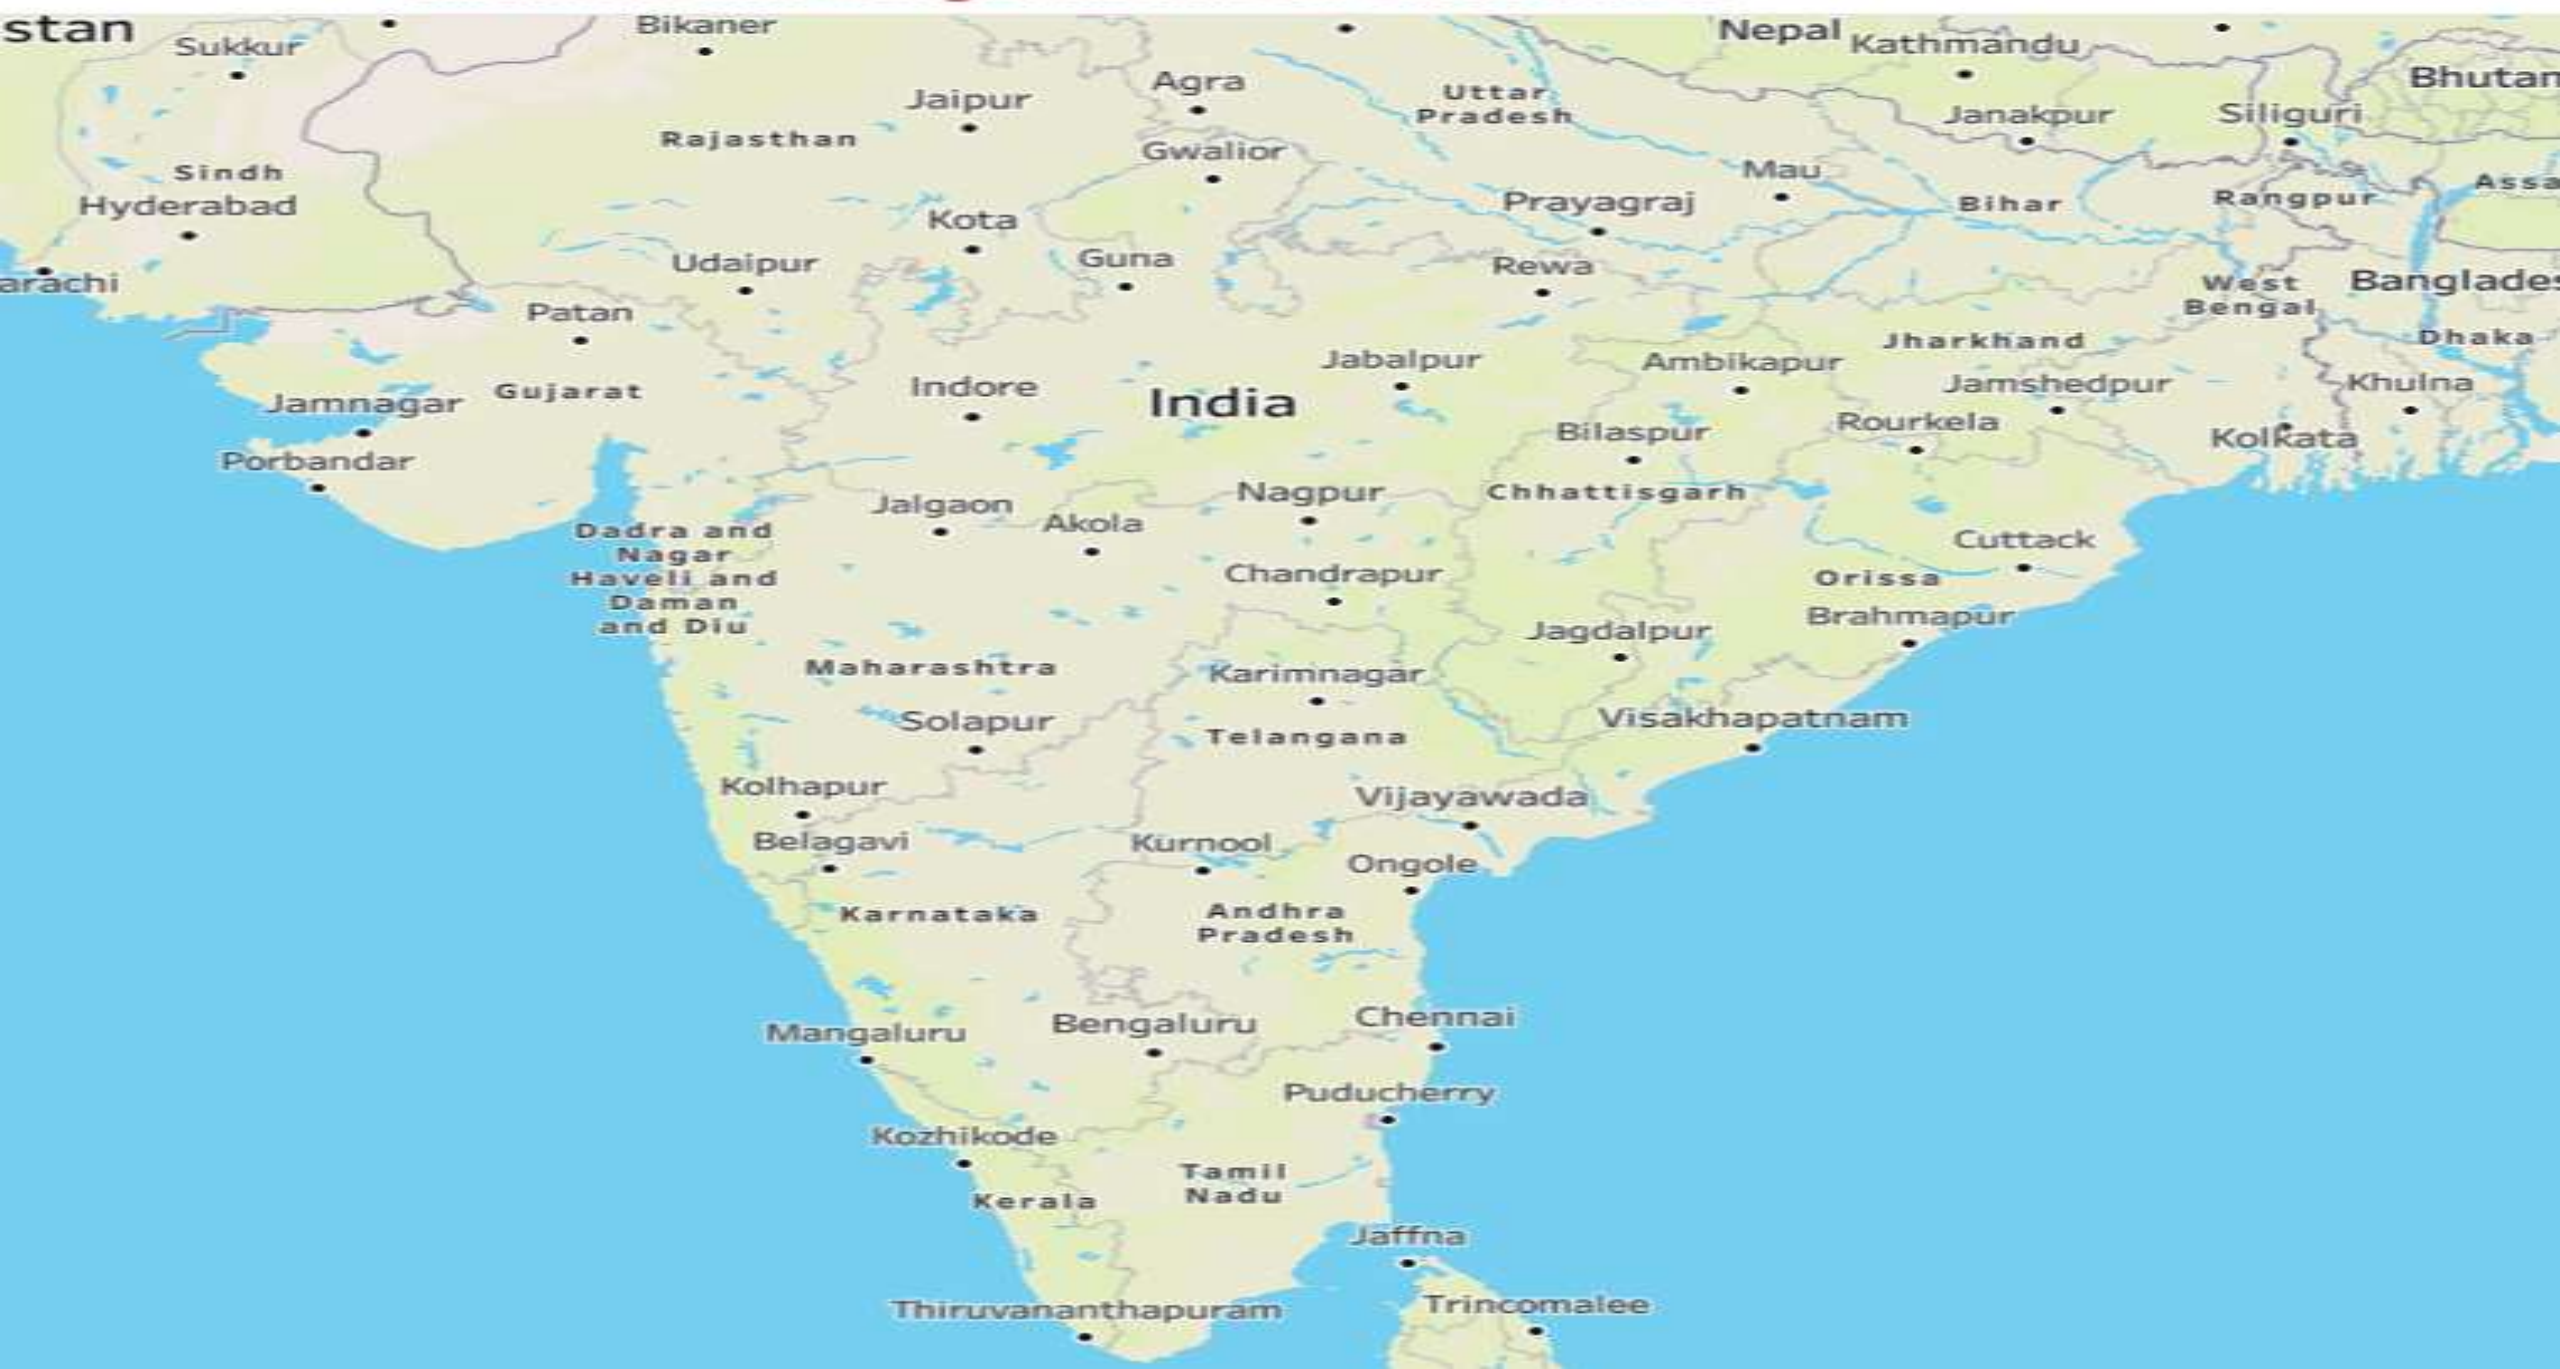 stan
Bikaner
Nepal
Kathmandu
Sukkur
Agra
Bhutan
Jaipur
Uttar
Pradesh
Janakpur
Siliguri
Rajasthan
Gwalior
Sindh
Mau
Assa
Hyderabad
Prayagraj
Bihar
Rangpur
Kota
Udaipur
Guna
Rewa
arachi
West
Bengal
Banglades
Patan
Jharkhand
Dhaka
Jabalpur
Ambikapur
Gujarat
Indore
India
Jamshedpur
Khulna
Jamnagar
Bilaspur
Rourkela
Kolkata
Porbandar
Jalgaon
Nagpur
Chhattisgarh
Akola
Dadra and
Nagar
Haveli and
Daman
and Diu
Cuttack
Chandrapur
Orissa
Brahmapur
Jagdalpur
Maharashtra
Karimnagar
Solapur
Telangana
Visakhapatnam
Kolhapur
Vijayawada
Belagavi
Kurnool
Ongole
Karnataka
Andhra
Pradesh
Mangaluru
Bengaluru
Chennai
Puducherry
Kozhikode
Tamil
Nadu
Kerala
Jaffna
Thiruvananthapuram
Trincomalee